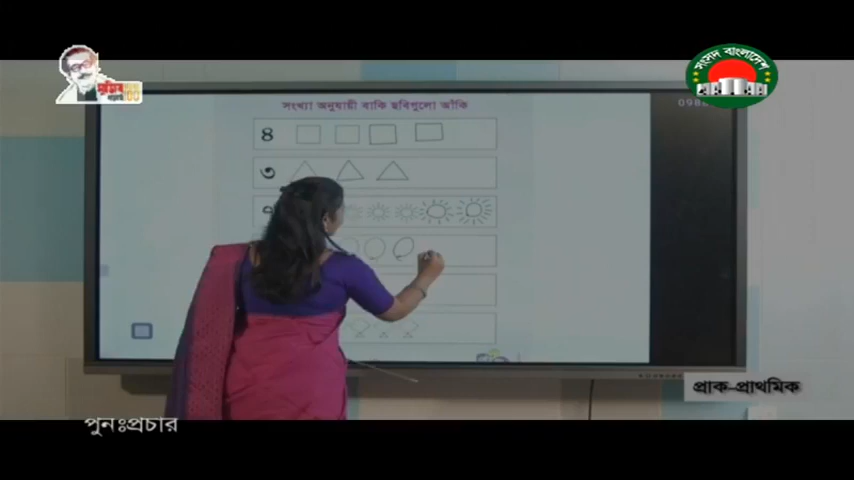 সংসদ বাংলাদেশ
সংখ্যা অনুযায়ী বাকি ছবিগুলো আঁকি
৪
৩
প্রাক-প্রাথমিক
পুনঃপ্রচার